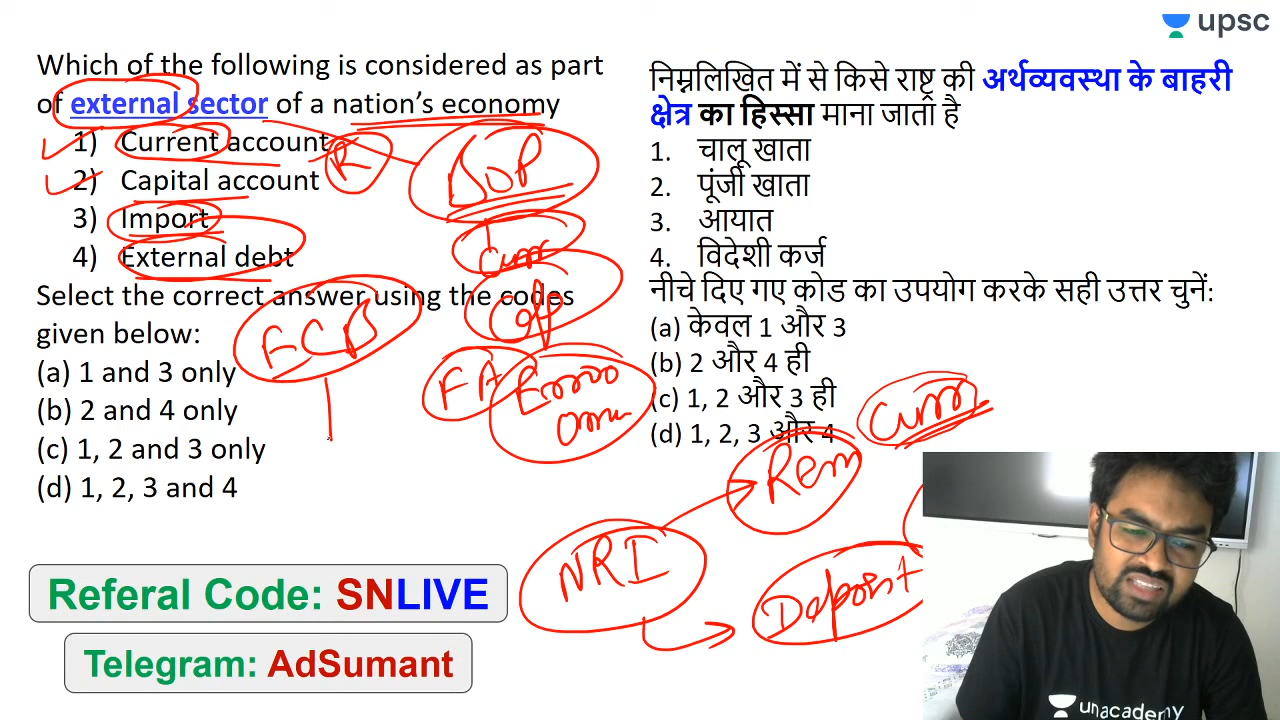 upsc
Which of the following is considered as part
of external sector of a nation's economy
1) Current account
2) Capital account
3) Import
4) External debt
Select the correct answer using the codes
given below:
(a) 1 and 3 only
(b) 2 and 4 only
(c) 1, 2 and 3 only
(d) 1, 2, 3 and 4
निम्नलिखित में से किसे राष्ट्र की अर्थव्यवस्था के बाहरी
क्षेत्र का हिस्सा माना जाता है
1. चालू खाता
2. पूंजी खाता
3. आयात
4. विदेशी कर्ज
नीचे दिए गए कोड का उपयोग करके सही उत्तर चुनें:
(a) केवल 1 और 3
(b) 2 और 4 ही
(c) 1, 2 और 3 ही
(d) 1, 2, 3 और 4
R
BOP
Curr
Cap
FA
Error
ECB
Curr
Rem
NRI
Deposit
Referal Code: SNLIVE
Telegram: AdSumant
unacademy